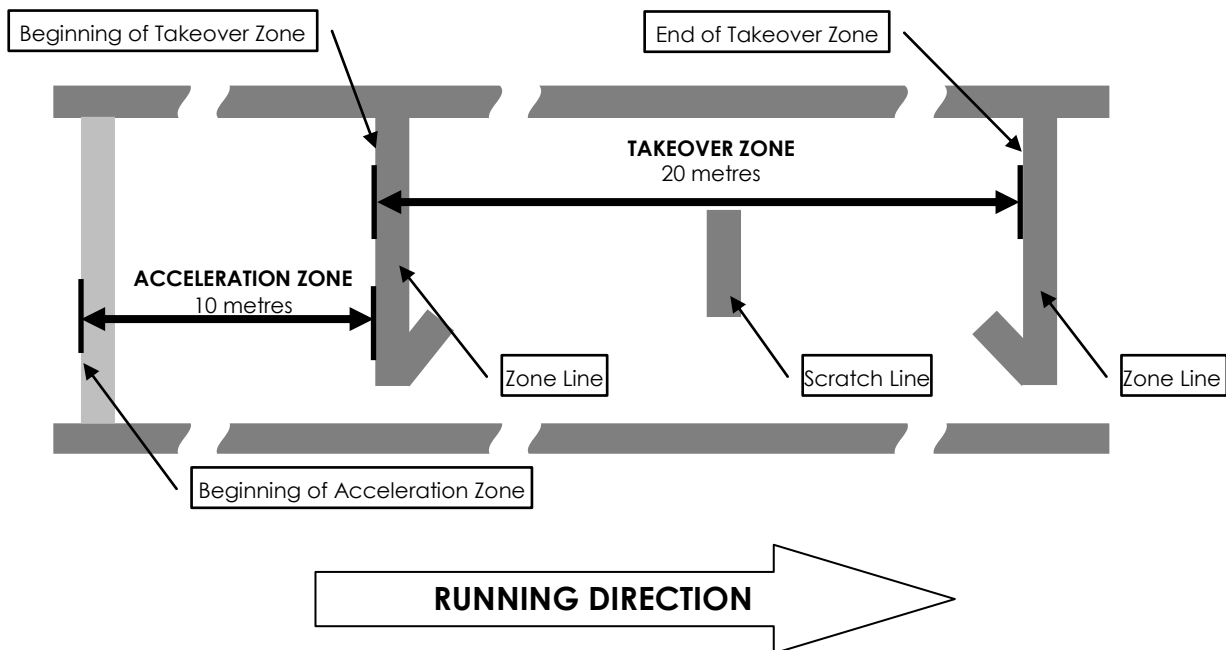 Beginning of Takeover Zone
End of Takeover Zone
TAKEOVER ZONE
20 metres
ACCELERATION ZONE
10 metres
Zone Line
Scratch Line
Zone Line
Beginning of Acceleration Zone
RUNNING DIRECTION